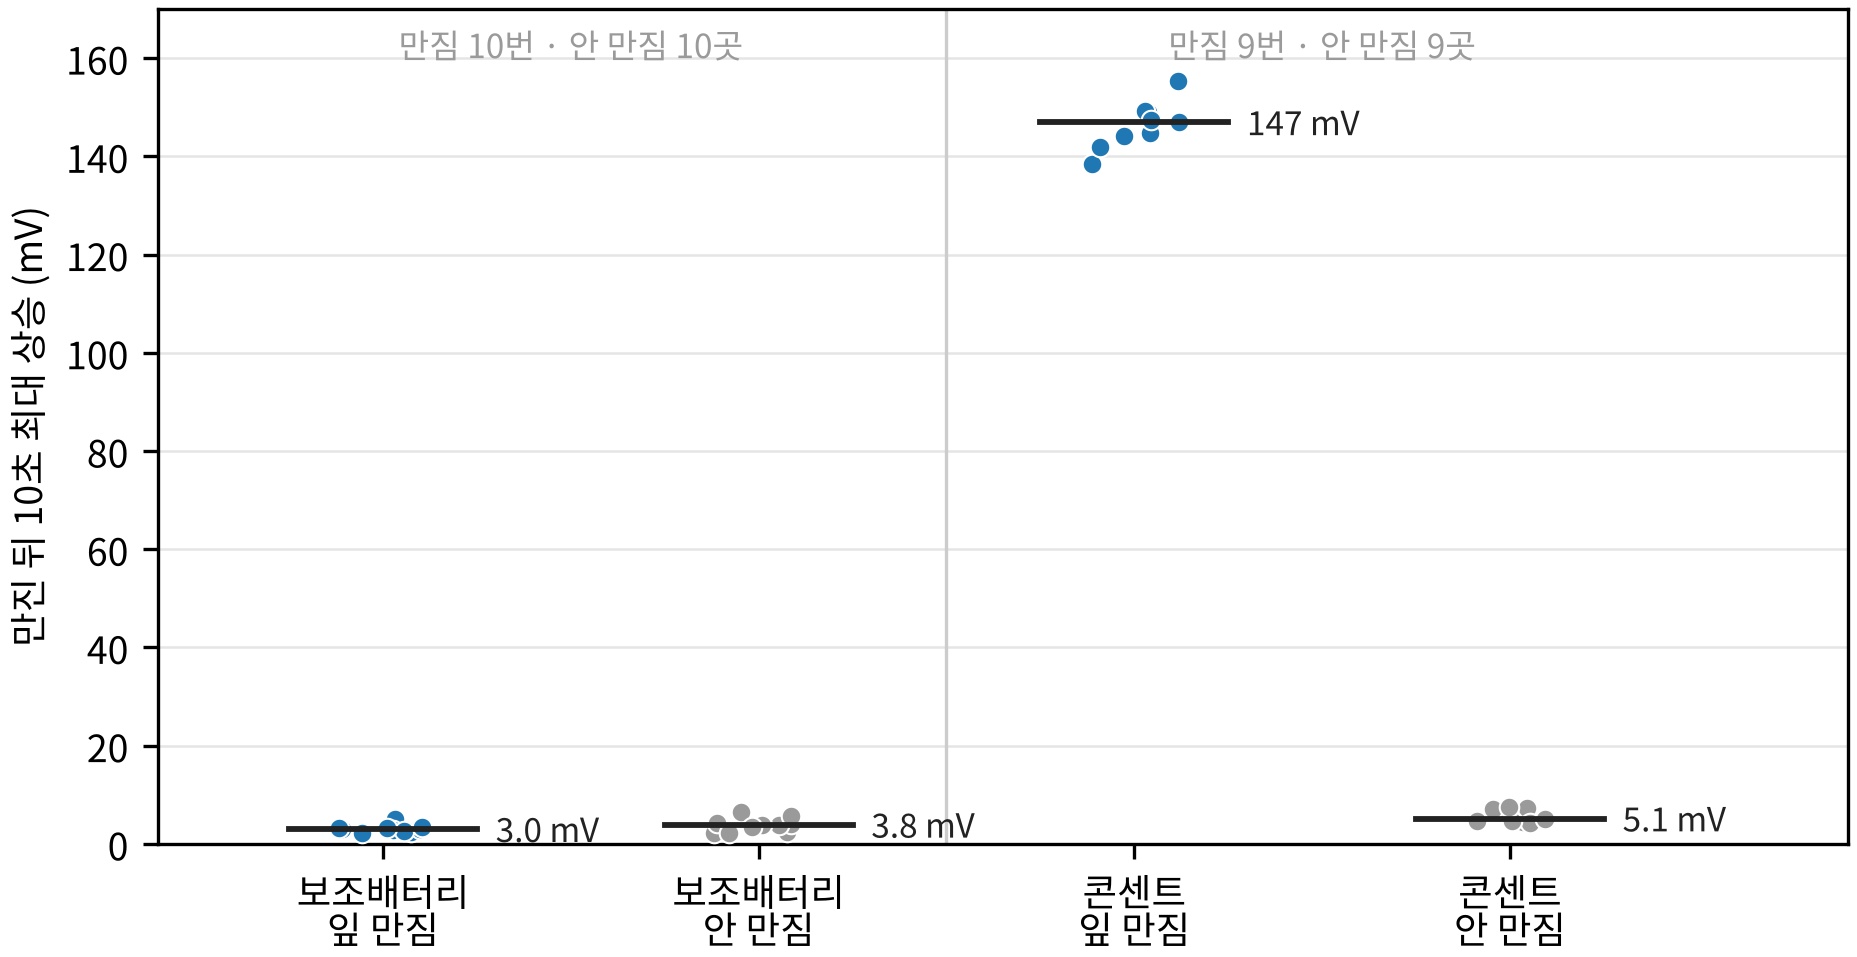 만짐 10번 · 안 만짐 10곳
만짐 9번 · 안 만짐 9곳
만진 뒤 10초 최대 상승 (mV)
160
140
120
100
80
60
40
20
0
147 mV
3.0 mV
3.8 mV
5.1 mV
보조배터리
잎 만짐
보조배터리
안 만짐
콘센트
잎 만짐
콘센트
안 만짐